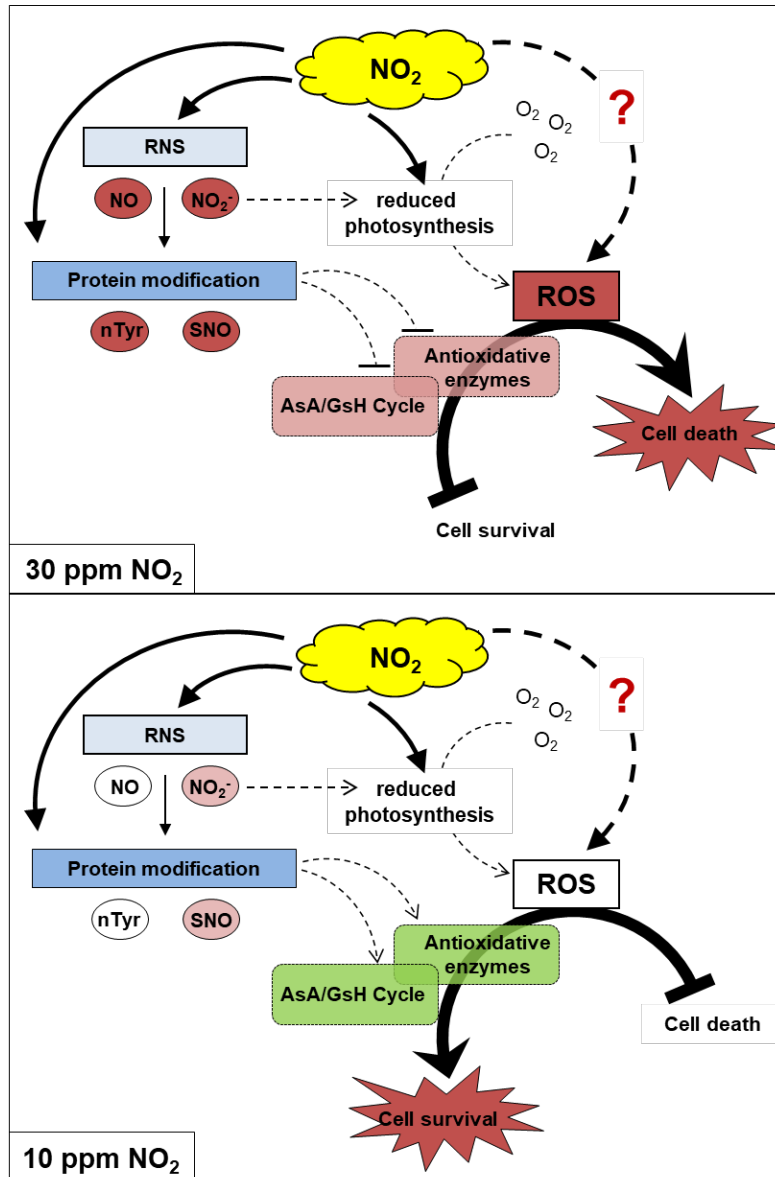 NO₂
?
O₂ O₂
O₂
RNS
NO NO₂⁻
reduced
photosynthesis
Protein modification
ROS
nTyr SNO
Antioxidative
enzymes
AsA/GsH Cycle
Cell death
Cell survival
30 ppm NO₂
NO₂
?
O₂ O₂
O₂
RNS
NO NO₂⁻
reduced
photosynthesis
Protein modification
ROS
nTyr SNO
Antioxidative
enzymes
AsA/GsH Cycle
Cell death
Cell survival
10 ppm NO₂